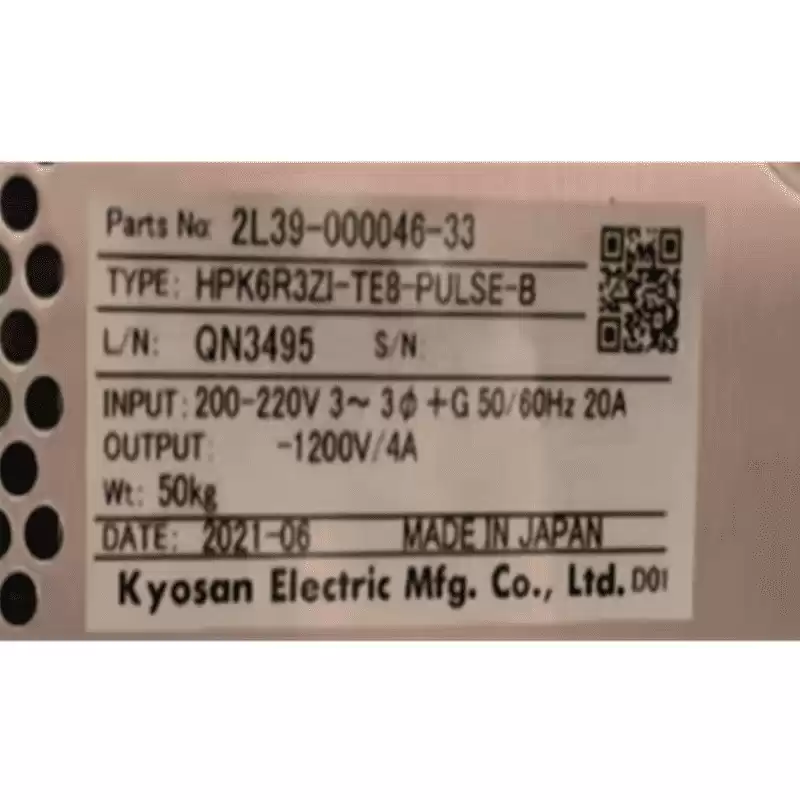 Parts No: 2L39-000046-33
TYPE: HPK6R3ZI-TE8-PULSE-B
L/N: QN3495 S/N:
INPUT: 200-220V 3~ 3ϕ +G 50/60Hz 20A
OUTPUT: -1200V/4A
Wt: 50kg
DATE: 2021-06 MADE IN JAPAN
Kyosan Electric Mfg. Co., Ltd. D01